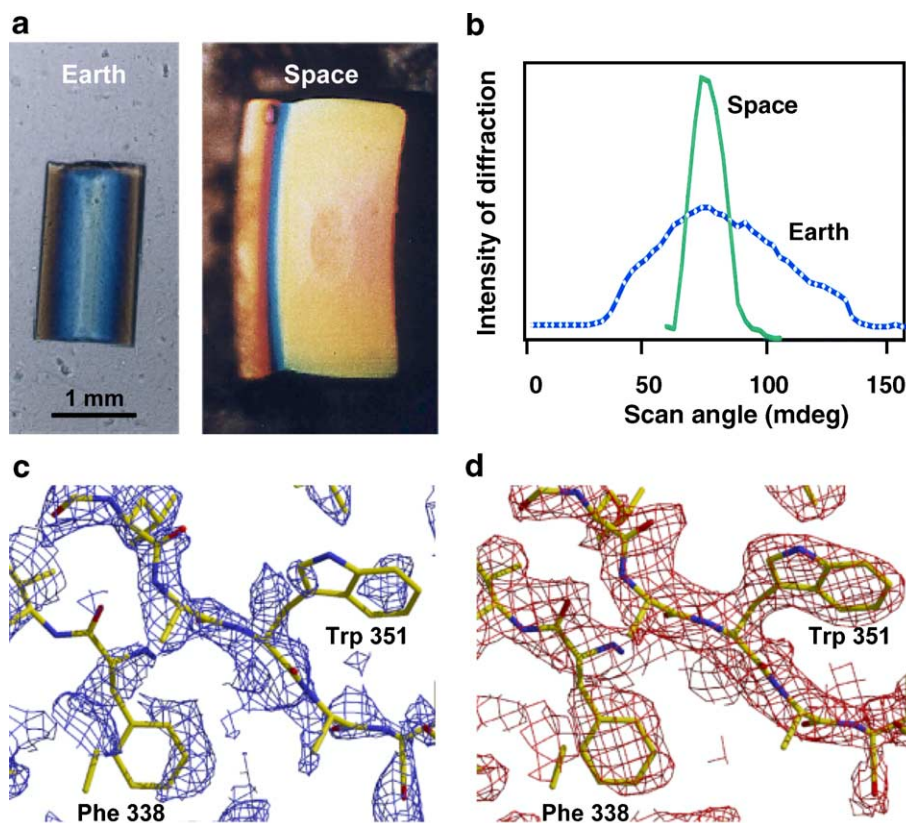 a
Earth
Space
1 mm
b
Intensity of diffraction
Space
Earth
0 50 100 150
Scan angle (mdeg)
c
Trp 351
Phe 338
d
Trp 351
Phe 338